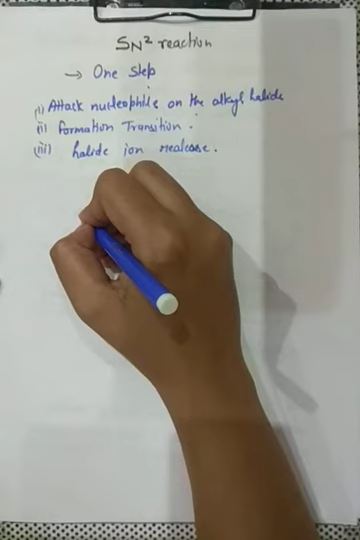 SN² reaction
→ One Step
(i) Attack nucleophile on the alkyl halide
(ii) Formation Transition.
(iii) halide ion realease.